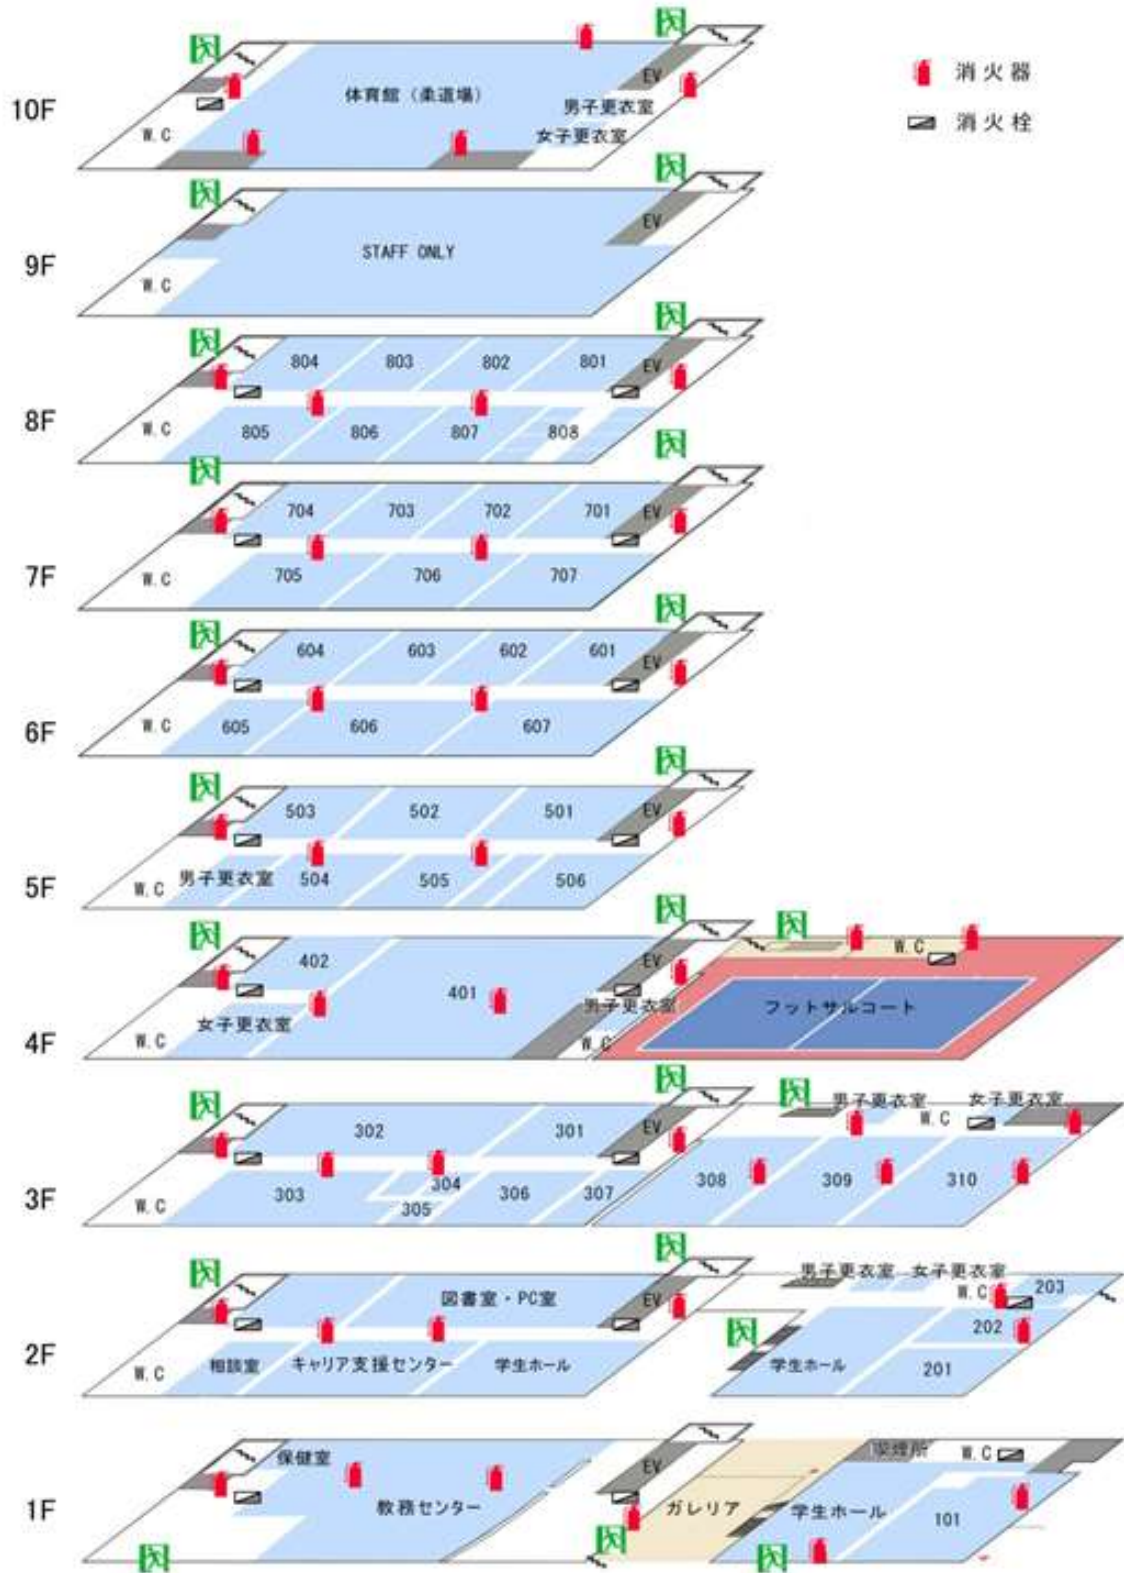 消火器
消火栓
10F
体育館（柔道場）
EV
男子更衣室
女子更衣室
W.C
9F
STAFF ONLY
EV
W.C
8F
804 803 802 801
EV
W.C
805 806 807 808
7F
704 703 702 701
EV
W.C
705 706 707
6F
604 603 602 601
EV
W.C
605 606 607
5F
503 502 501
EV
W.C
男子更衣室
504 505 506
4F
402
401
EV
男子更衣室
女子更衣室
W.C
W.C
W.C
フットサルコート
3F
302 301
EV
W.C
303 304 305 306 307
男子更衣室
女子更衣室
W.C
308 309 310
2F
図書室・PC室
EV
W.C
相談室
キャリア支援センター
学生ホール
男子更衣室 女子更衣室
W.C
203
202
学生ホール
201
1F
保健室
教務センター
EV
ガレリア
喫煙所
W.C
学生ホール
101